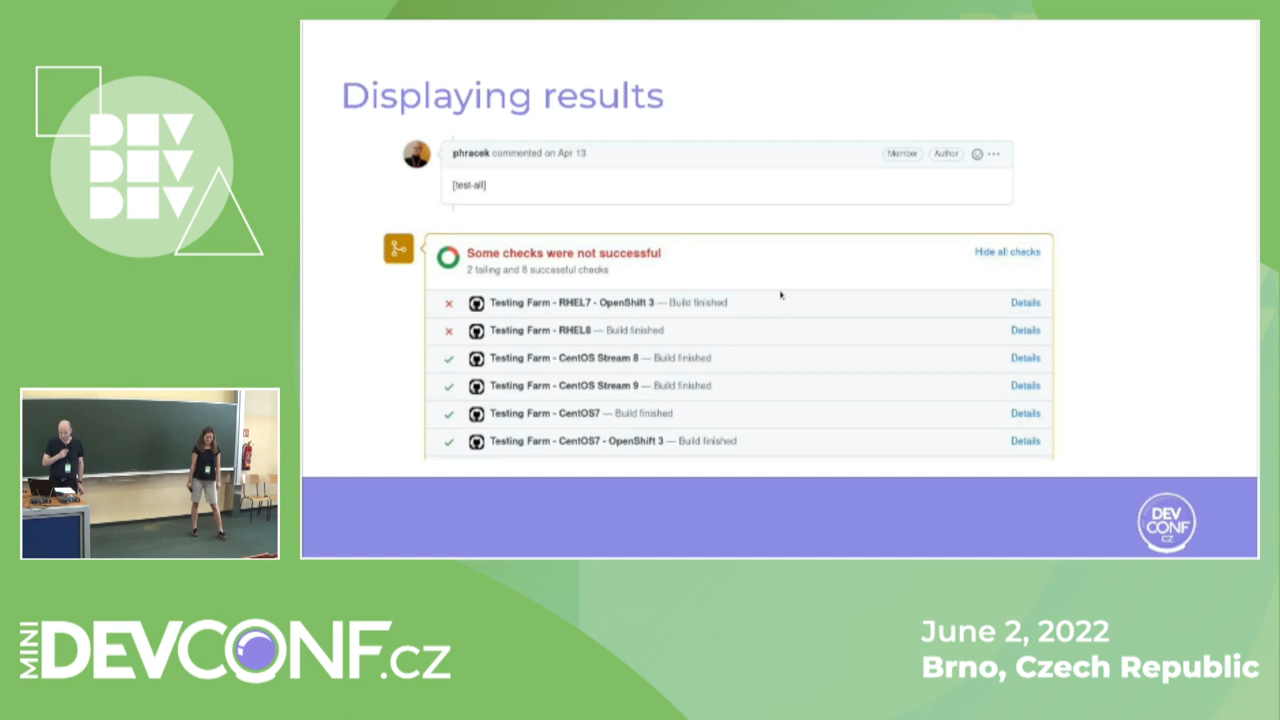 DEV
DEV
DEV
Displaying results
phracek commented on Apr 13
Member
Author
[test-all]
Some checks were not successful
Hide all checks
2 failing and 8 successful checks
Testing Farm - RHEL7 - OpenShift 3 — Build finished
Details
Testing Farm - RHEL8 — Build finished
Details
Testing Farm - CentOS Stream 8 — Build finished
Details
Testing Farm - CentOS Stream 9 — Build finished
Details
Testing Farm - CentOS7 — Build finished
Details
Testing Farm - CentOS7 - OpenShift 3 — Build finished
Details
DEV
CONF
CZ
MINI
DEVCONF.CZ
June 2, 2022
Brno, Czech Republic